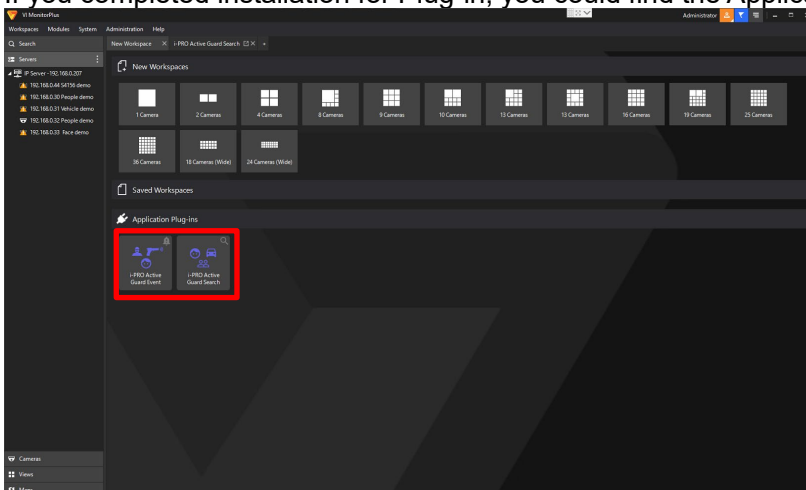 If you completed installation for Plug-in, you could find the Applica
VI MonitorPlus
Administrator
Workspaces Modules System Administration Help
Search
New Workspace i-PRO Active Guard Search
Servers
New Workspaces
IP Server - 192.168.0.207
192.168.0.44 S4156 demo
192.168.0.30 People demo
192.168.0.31 Vehicle demo
192.168.0.32 People demo
192.168.0.33 Face demo
1 Camera
2 Cameras
4 Cameras
8 Cameras
9 Cameras
10 Cameras
13 Cameras
13 Cameras
16 Cameras
19 Cameras
25 Cameras
36 Cameras
18 Cameras (Wide)
24 Cameras (Wide)
Saved Workspaces
Application Plug-ins
i-PRO Active
Guard Event
i-PRO Active
Guard Search
Cameras
Views
Maps